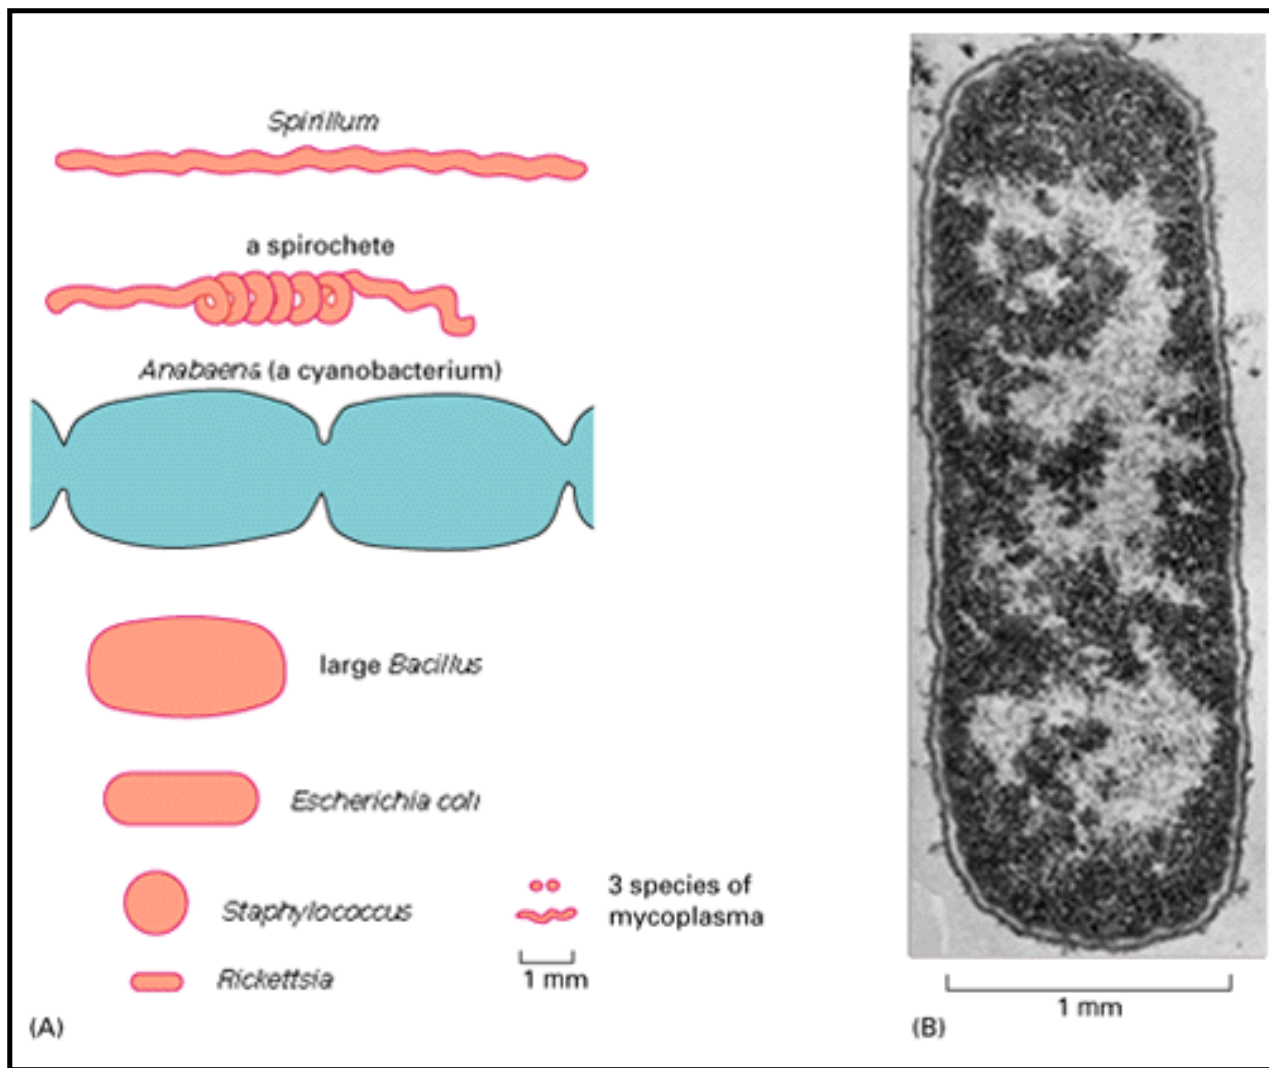 Spirillum
a spirochete
Anabaena (a cyanobacterium)
large Bacillus
Escherichia coli
Staphylococcus
Rickettsia
3 species of
mycoplasma
1 mm
(A)
1 mm
(B)